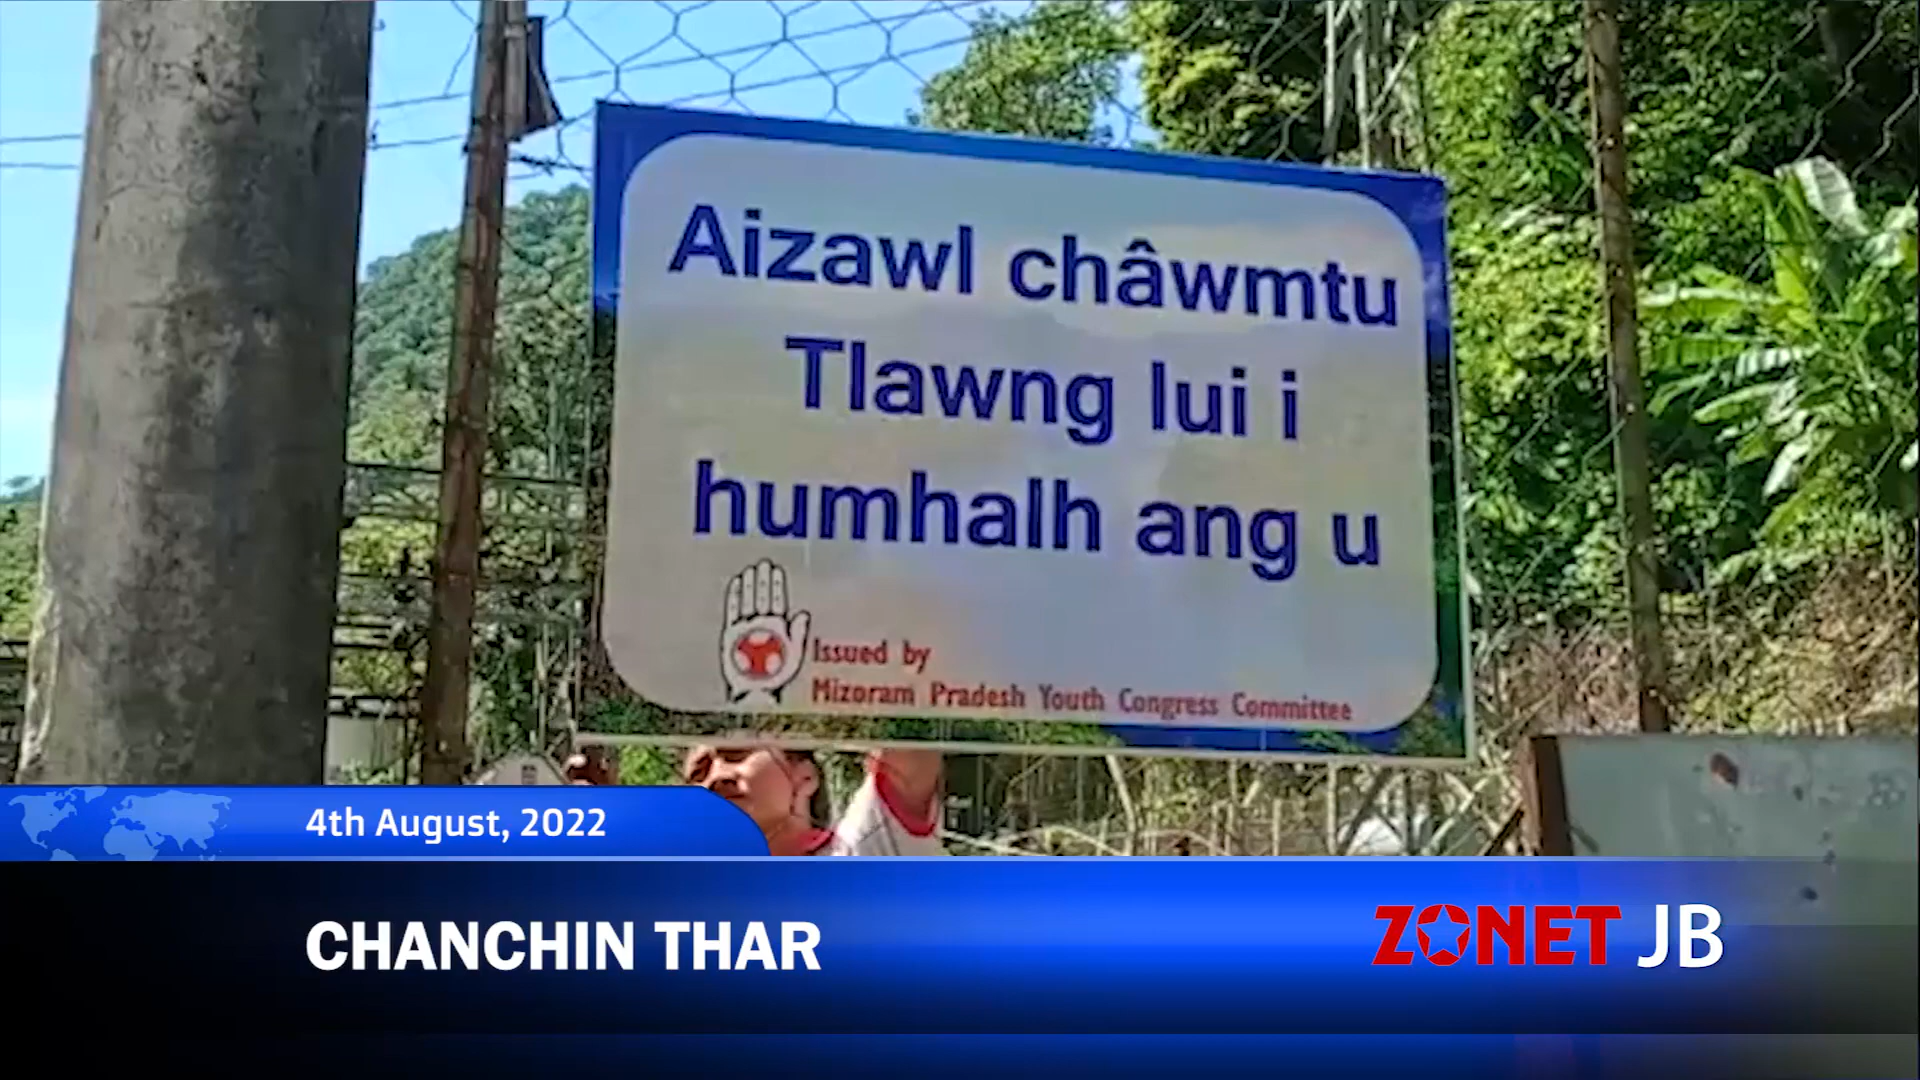 Aizawl châwmtu
Tlawng lui i
humhalh ang u
Issued by
Mizoram Pradesh Youth Congress Committee
4th August, 2022
CHANCHIN THAR
ZONET JB